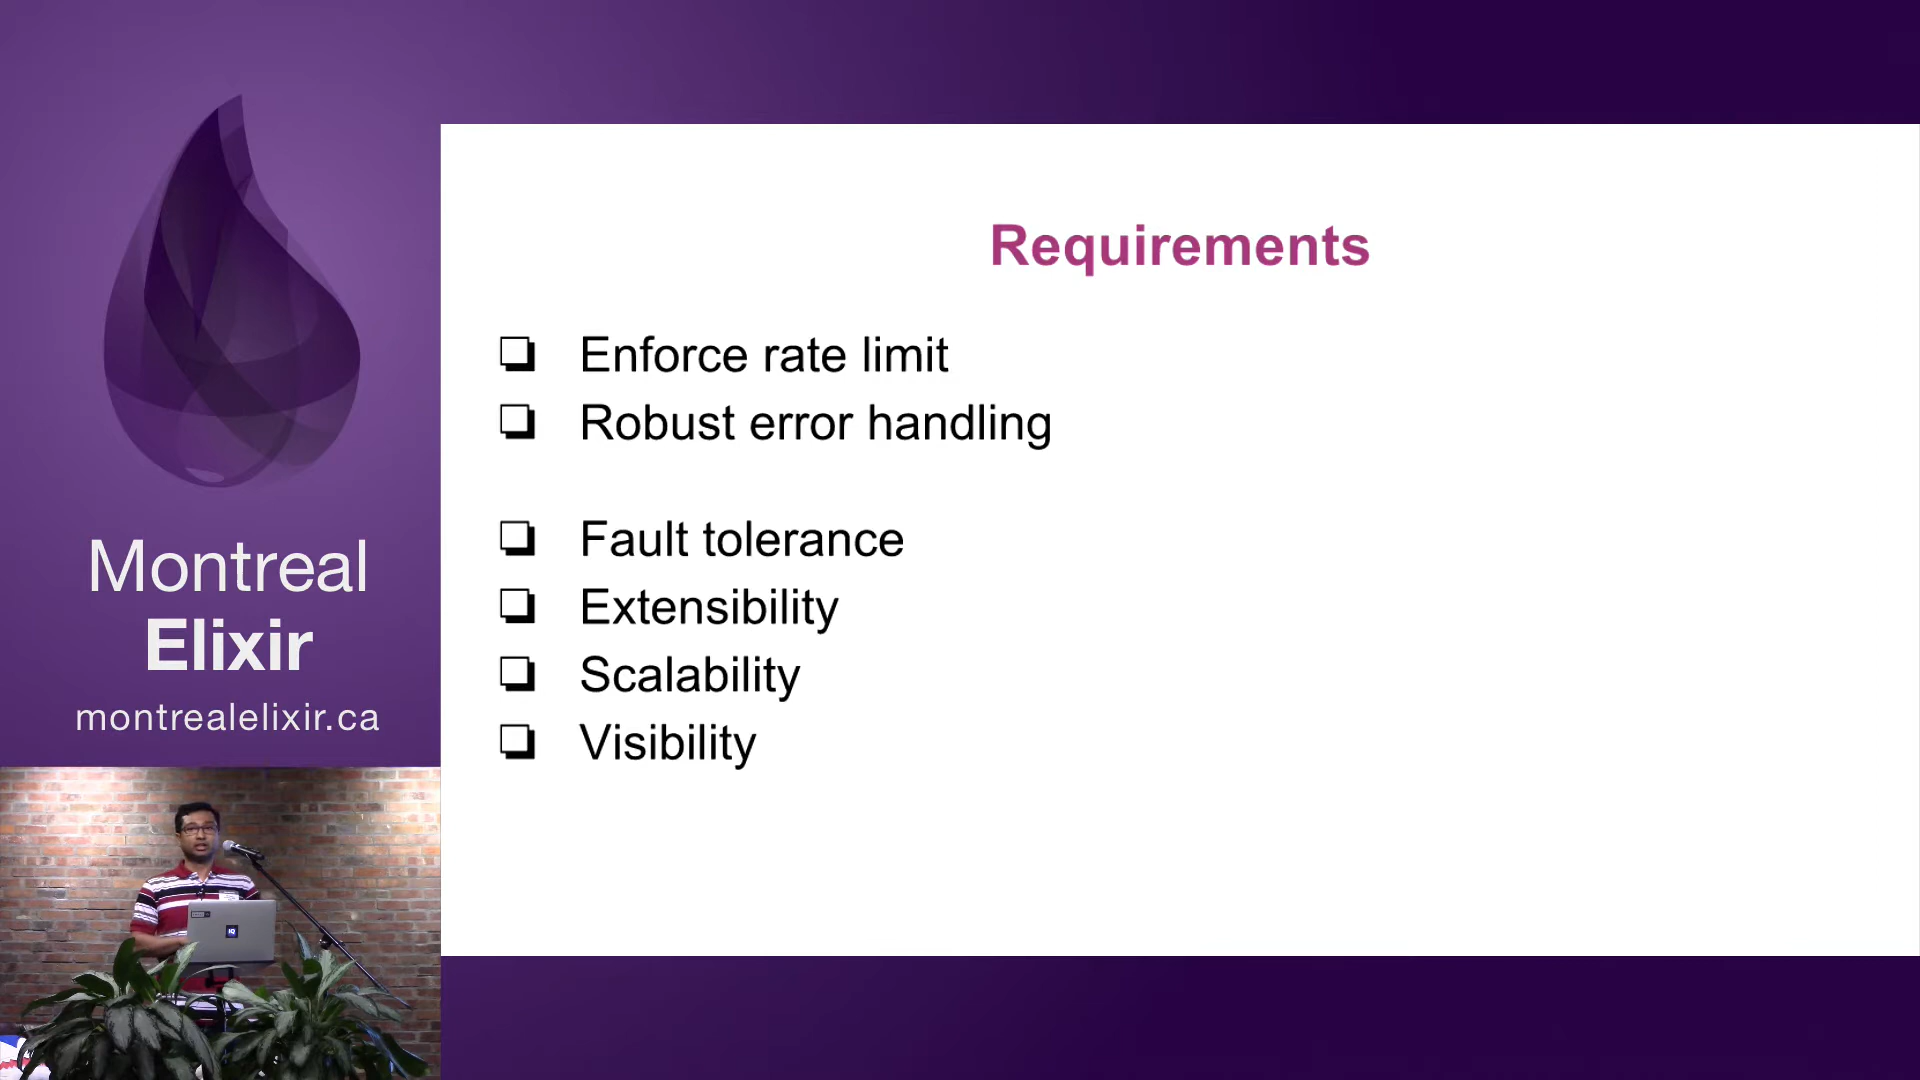 Montreal
Elixir
montrealelixir.ca
Requirements
❏ Enforce rate limit
❏ Robust error handling
❏ Fault tolerance
❏ Extensibility
❏ Scalability
❏ Visibility